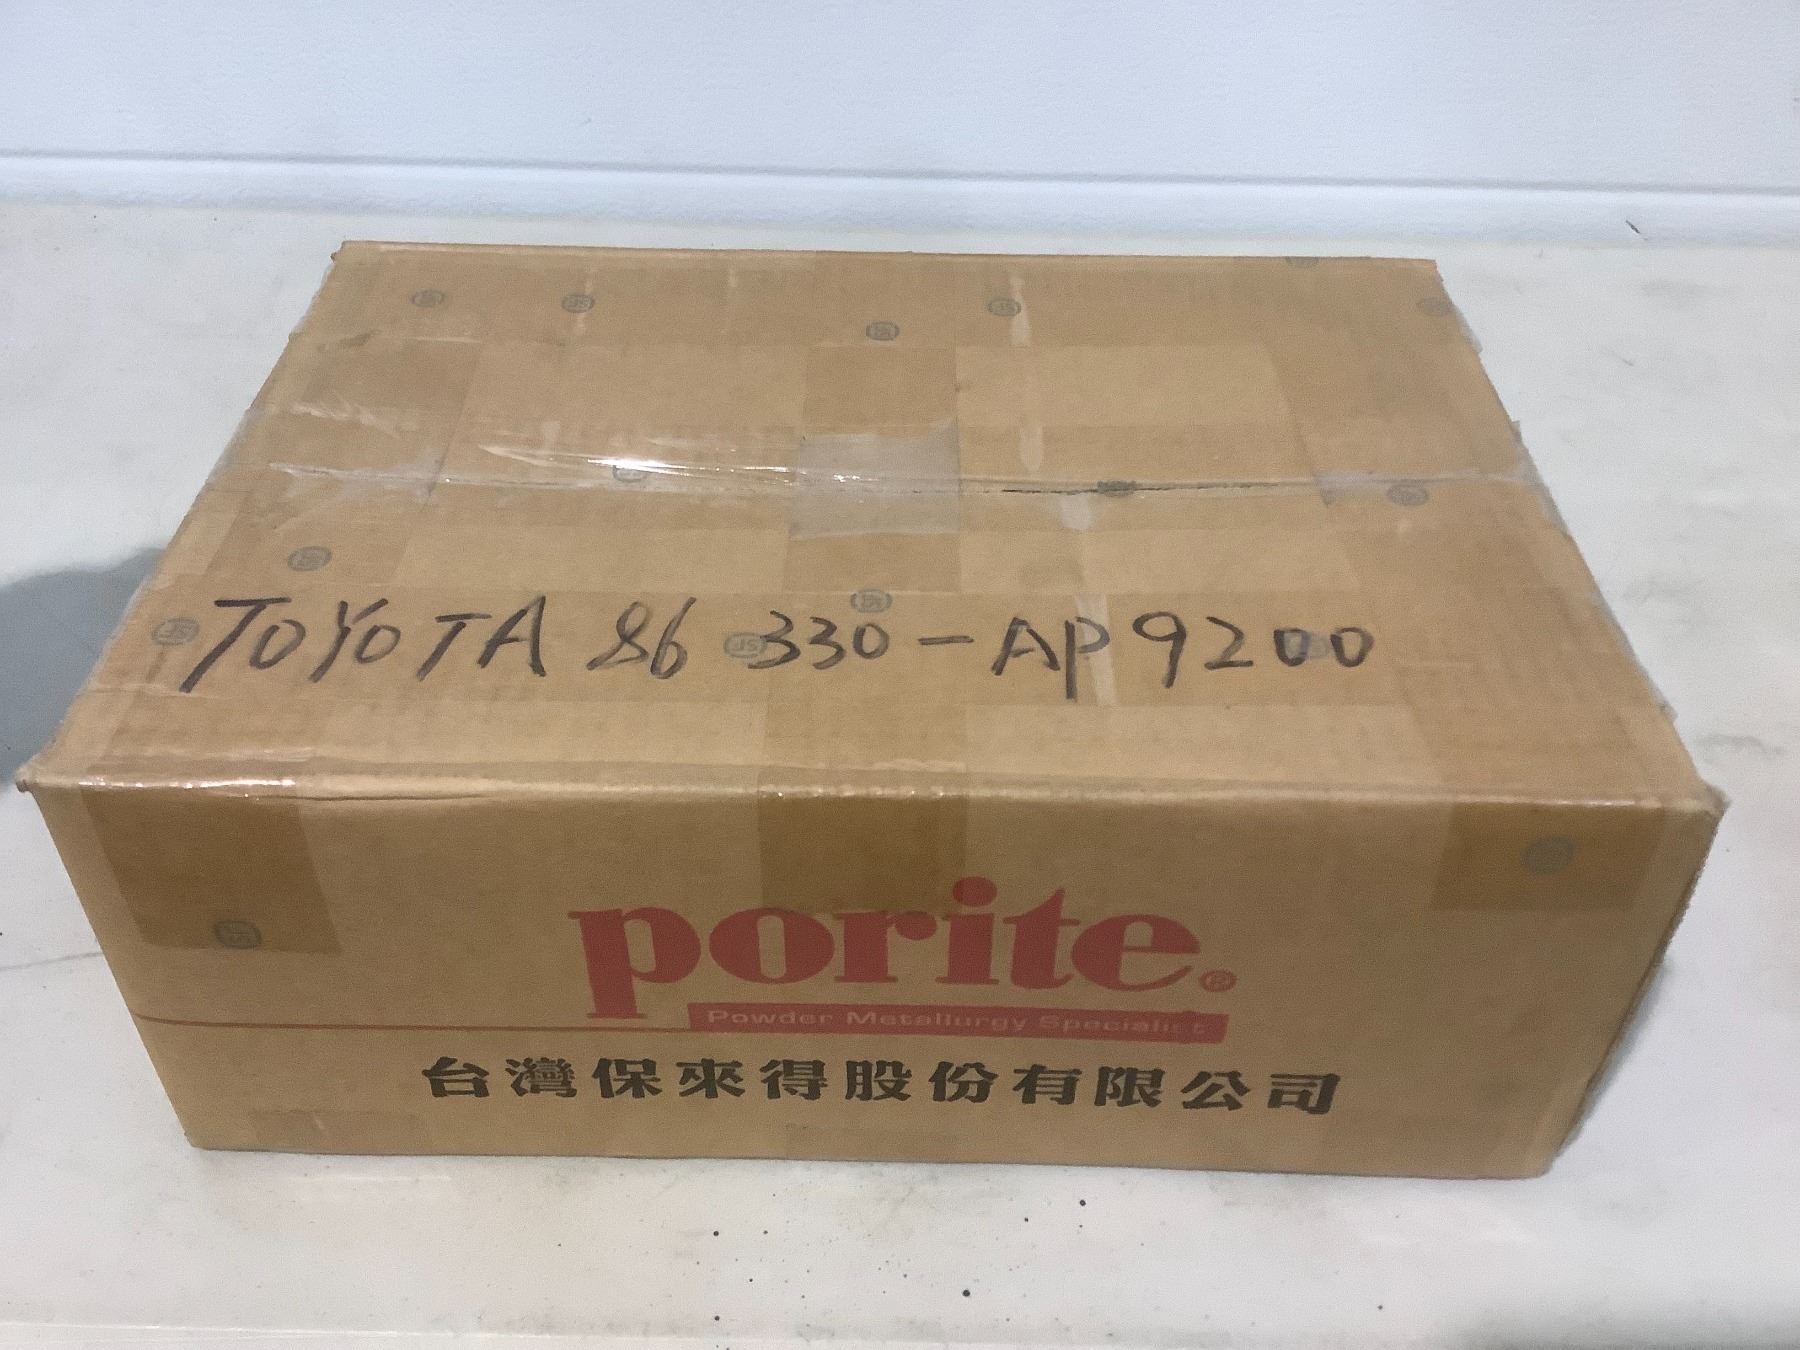 TOYOTA 86 330-AP9200
porite®
Powder Metallurgy Specialist
台灣保來得股份有限公司